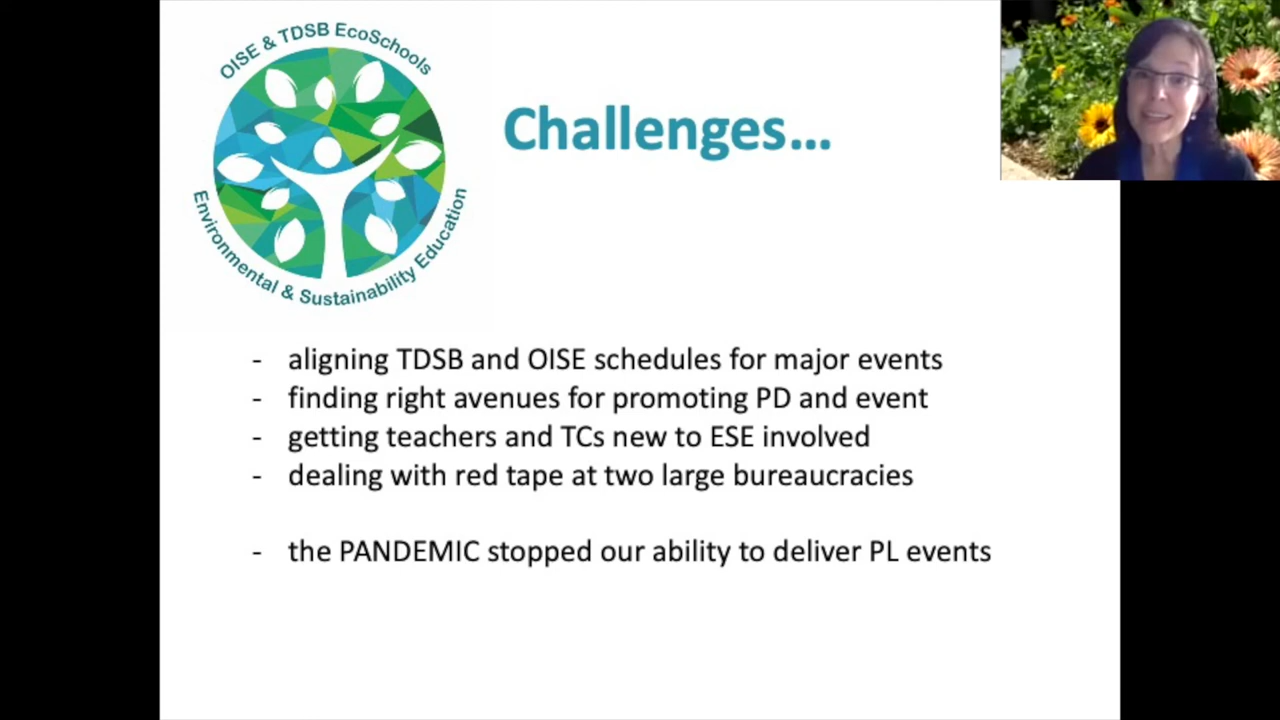 OISE & TDSB EcoSchools
Environmental & Sustainability Education
Challenges...
- aligning TDSB and OISE schedules for major events
- finding right avenues for promoting PD and event
- getting teachers and TCs new to ESE involved
- dealing with red tape at two large bureaucracies
- the PANDEMIC stopped our ability to deliver PL events